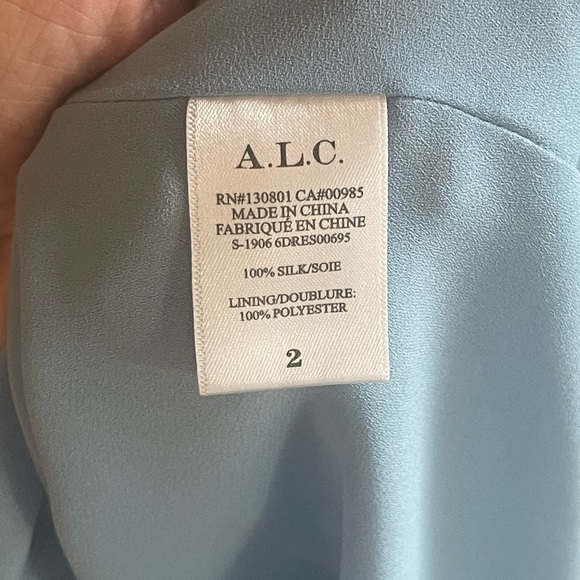 A.L.C.
RN#130801 CA#00985
MADE IN CHINA
FABRIQUÉ EN CHINE
S-1906 6DRES00695
100% SILK/SOIE
LINING/DOUBLURE:
100% POLYESTER
2